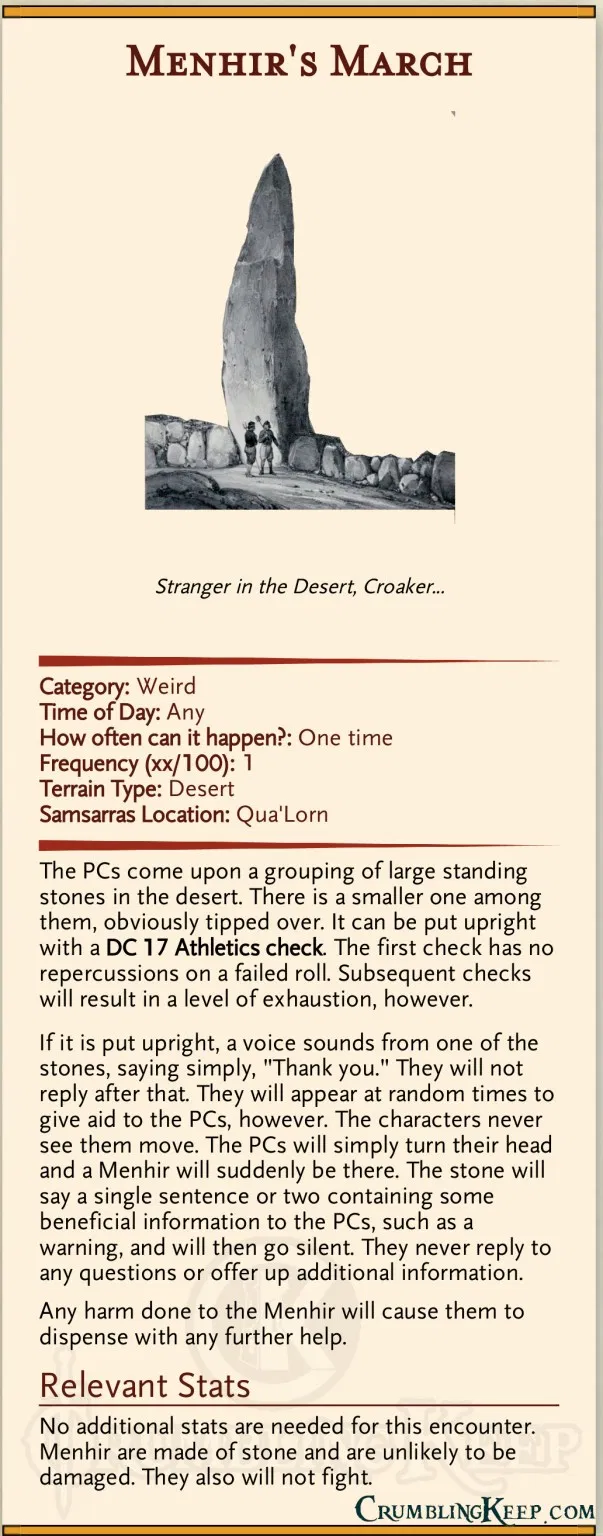 Menhir's March
Stranger in the Desert, Croaker...
Category: Weird
Time of Day: Any
How often can it happen?: One time
Frequency (xx/100): 1
Terrain Type: Desert
Samsarras Location: Qua'Lorn
The PCs come upon a grouping of large standing
stones in the desert. There is a smaller one among
them, obviously tipped over. It can be put upright
with a DC 17 Athletics check. The first check has no
repercussions on a failed roll. Subsequent checks
will result in a level of exhaustion, however.
If it is put upright, a voice sounds from one of the
stones, saying simply, "Thank you." They will not
reply after that. They will appear at random times to
give aid to the PCs, however. The characters never
see them move. The PCs will simply turn their head
and a Menhir will suddenly be there. The stone will
say a single sentence or two containing some
beneficial information to the PCs, such as a
warning, and will then go silent. They never reply to
any questions or offer up additional information.
Any harm done to the Menhir will cause them to
dispense with any further help.
Relevant Stats
No additional stats are needed for this encounter.
Menhir are made of stone and are unlikely to be
damaged. They also will not fight.
CrumblingKeep.com